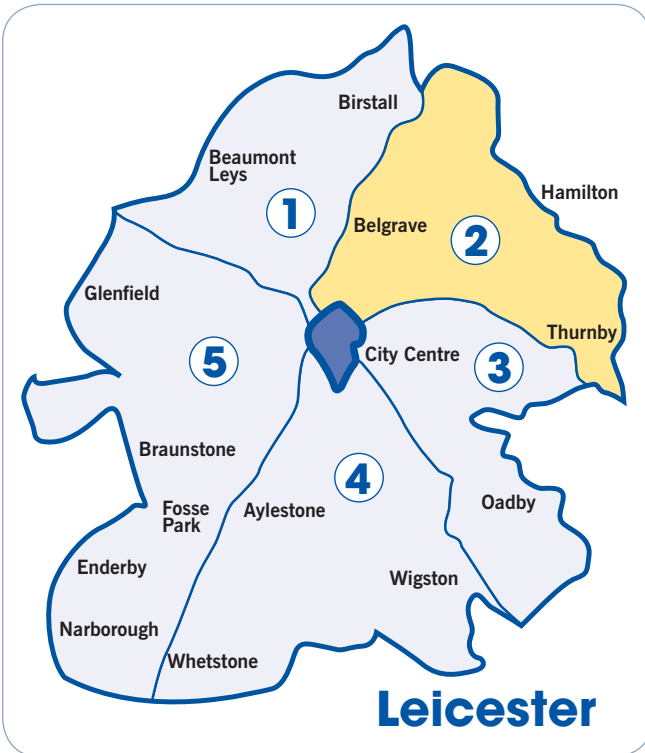 Birstall
Beaumont
Leys
1
Hamilton
Belgrave
2
Glenfield
Thurnby
City Centre
5
3
Braunstone
4
Fosse
Park
Aylestone
Oadby
Enderby
Wigston
Narborough
Whetstone
Leicester